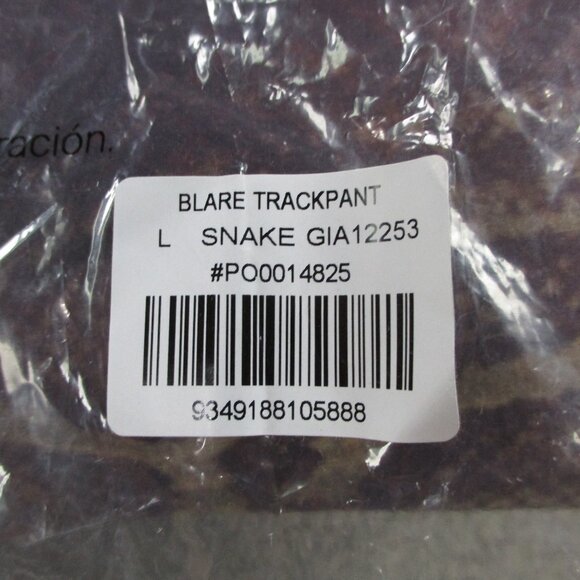 ración.
BLARE TRACKPANT
L SNAKE GIA12253
#PO0014825
9349188105888